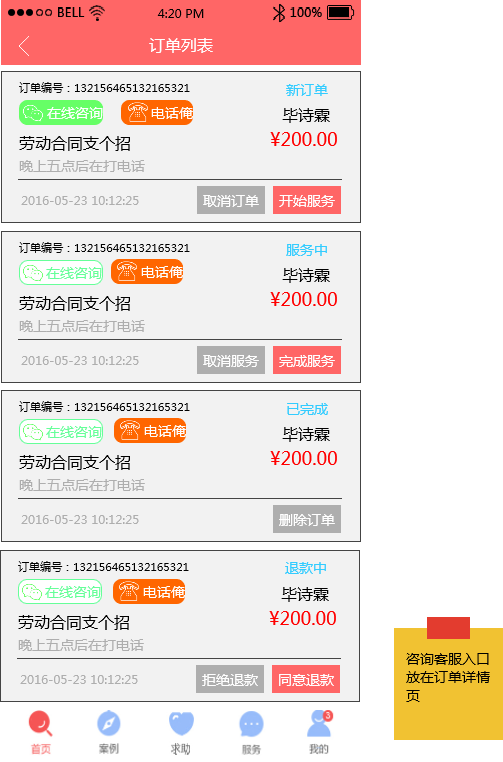 BELL 4:20 PM 100%
订单列表
订单编号：132156465132165321 新订单
在线咨询 电话俺 毕诗霖
劳动合同支个招 ¥200.00
晚上五点后在打电话
2016-05-23 10:12:25 取消订单 开始服务
订单编号：132156465132165321 服务中
在线咨询 电话俺 毕诗霖
劳动合同支个招 ¥200.00
晚上五点后在打电话
2016-05-23 10:12:25 取消服务 完成服务
订单编号：132156465132165321 已完成
在线咨询 电话俺 毕诗霖
劳动合同支个招 ¥200.00
晚上五点后在打电话
2016-05-23 10:12:25 删除订单
订单编号：132156465132165321 退款中
在线咨询 电话俺 毕诗霖
劳动合同支个招 ¥200.00
晚上五点后在打电话
2016-05-23 10:12:25 拒绝退款 同意退款
咨询客服入口
放在订单详情
页
3
首页 案例 求助 服务 我的